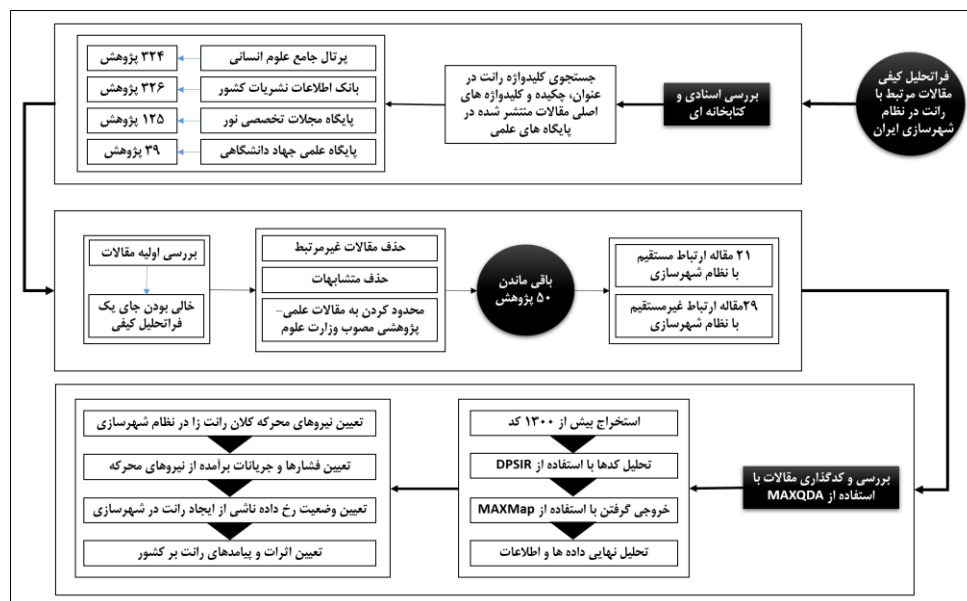 فراتحلیل کیفی
مقالات مرتبط با
رانت در نظام
شهرسازی ایران
بررسی اسنادی و
کتابخانه ای
جستجوی کلیدواژه رانت در
عنوان، چکیده و کلیدواژه های
اصلی مقالات منتشر شده در
پایگاه های علمی
پرتال جامع علوم انسانی
۳۲۴ پژوهش
بانک اطلاعات نشریات کشور
۳۲۶ پژوهش
پایگاه مجلات تخصصی نور
۱۲۵ پژوهش
پایگاه علمی جهاد دانشگاهی
۳۹ پژوهش
بررسی اولیه مقالات
خالی بودن جای یک
فراتحلیل کیفی
حذف مقالات غیرمرتبط
حذف متشابهات
محدود کردن به مقالات علمی-
پژوهشی مصوب وزارت علوم
باقی ماندن
۵۰ پژوهش
۲۱ مقاله ارتباط مستقیم
با نظام شهرسازی
۲۹مقاله ارتباط غیرمستقیم
با نظام شهرسازی
بررسی و کدگذاری مقالات با
استفاده از MAXQDA
استخراج بیش از ۱۳۰۰ کد
تحلیل کدها با استفاده از DPSIR
خروجی گرفتن با استفاده از MAXMap
تحلیل نهایی داده ها و اطلاعات
تعیین نیروهای محرکه کلان رانت زا در نظام شهرسازی
تعیین فشارها و جریانات برآمده از نیروهای محرکه
تعیین وضعیت رخ داده ناشی از ایجاد رانت در شهرسازی
تعیین اثرات و پیامدهای رانت بر کشور